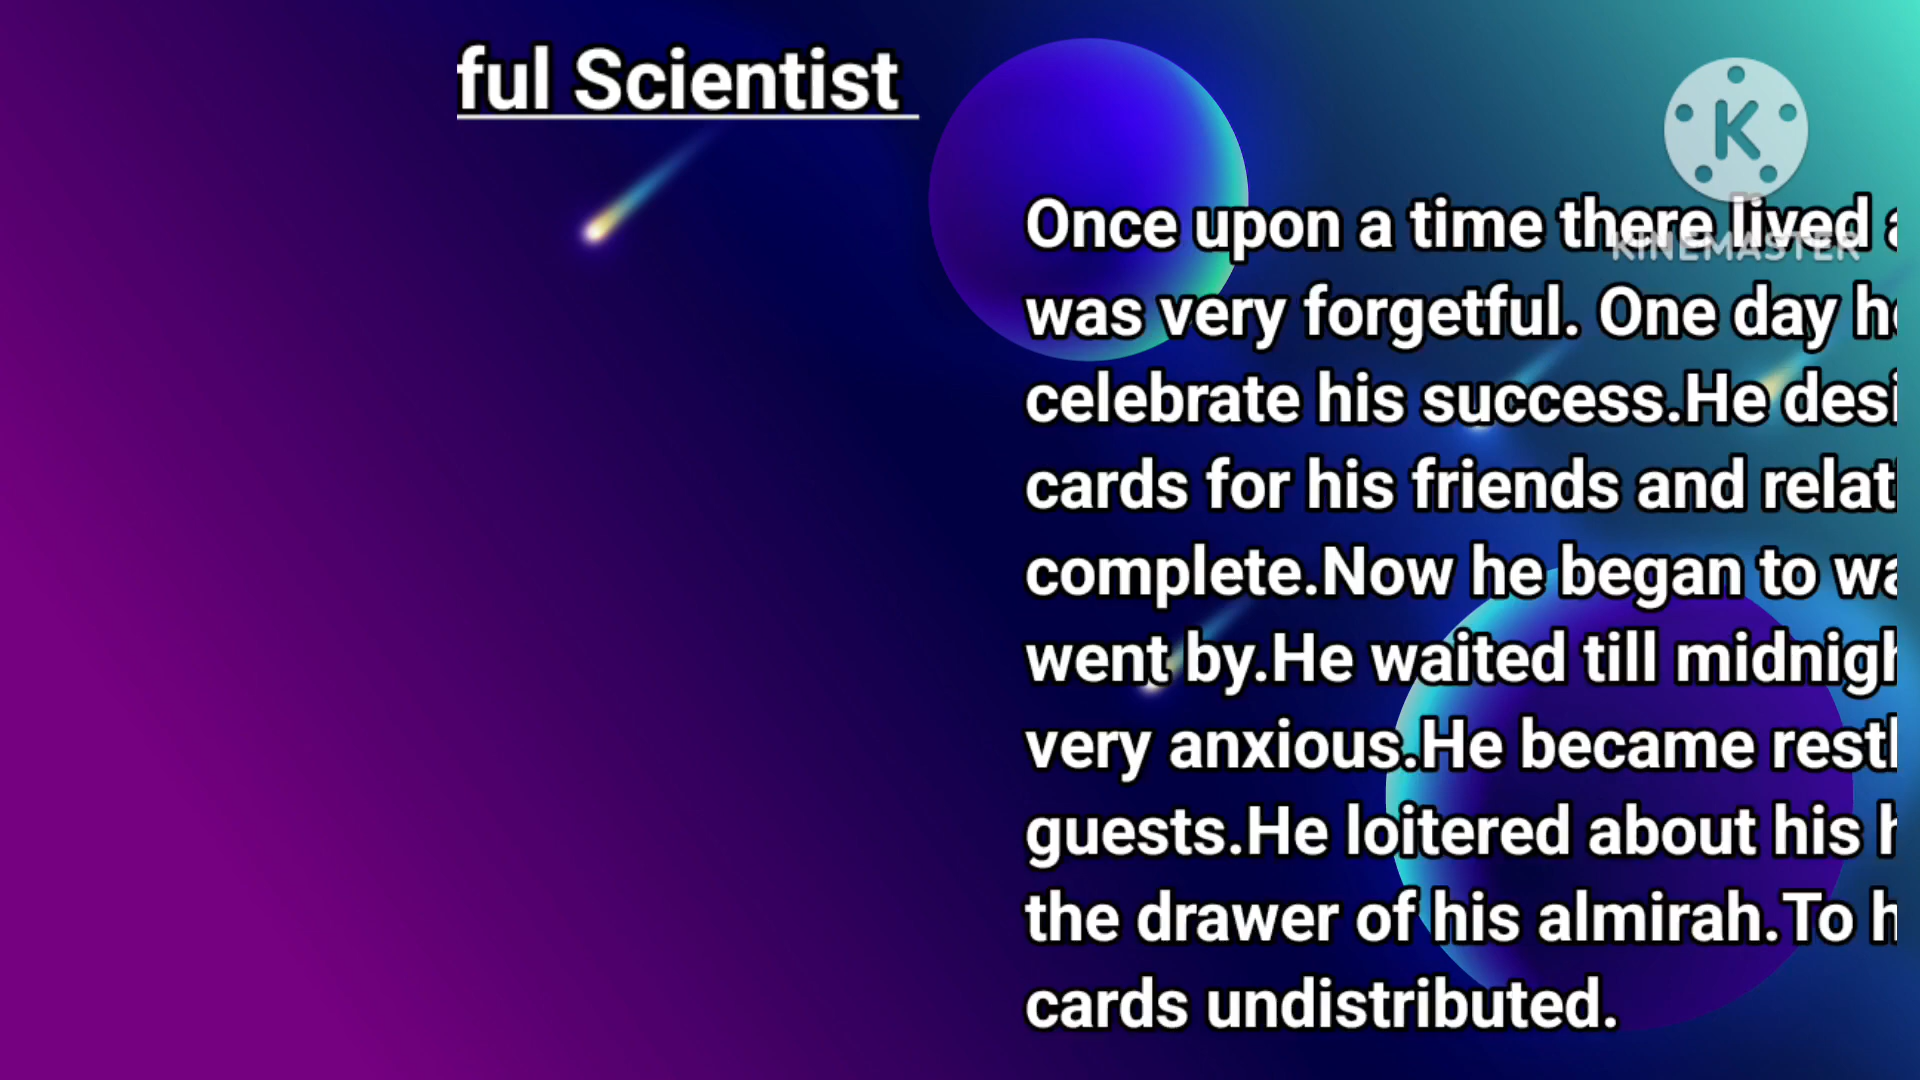 ful Scientist
Once upon a time there lived
was very forgetful. One day
celebrate his success.He
cards for his friends and
complete.Now he began to
went by.He waited till
very anxious.He became
guests.He loitered about his
the drawer of his almirah.To
cards undistributed.
K
KINEMASTER